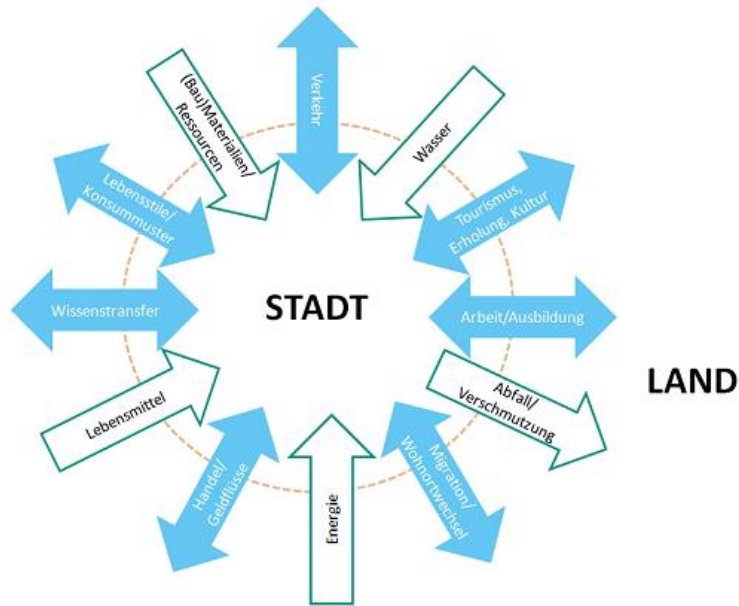 Verkehr
(Bau)Materialien/
Ressourcen
Wasser
Lebensstile/
Konsummuster
Tourismus,
Erholung, Kultur
STADT
Wissenstransfer
Arbeit/Ausbildung
LAND
Lebensmittel
Abfall/
Verschmutzung
Handel/
Geldflüsse
Energie
Migration/
Wohnortwechsel